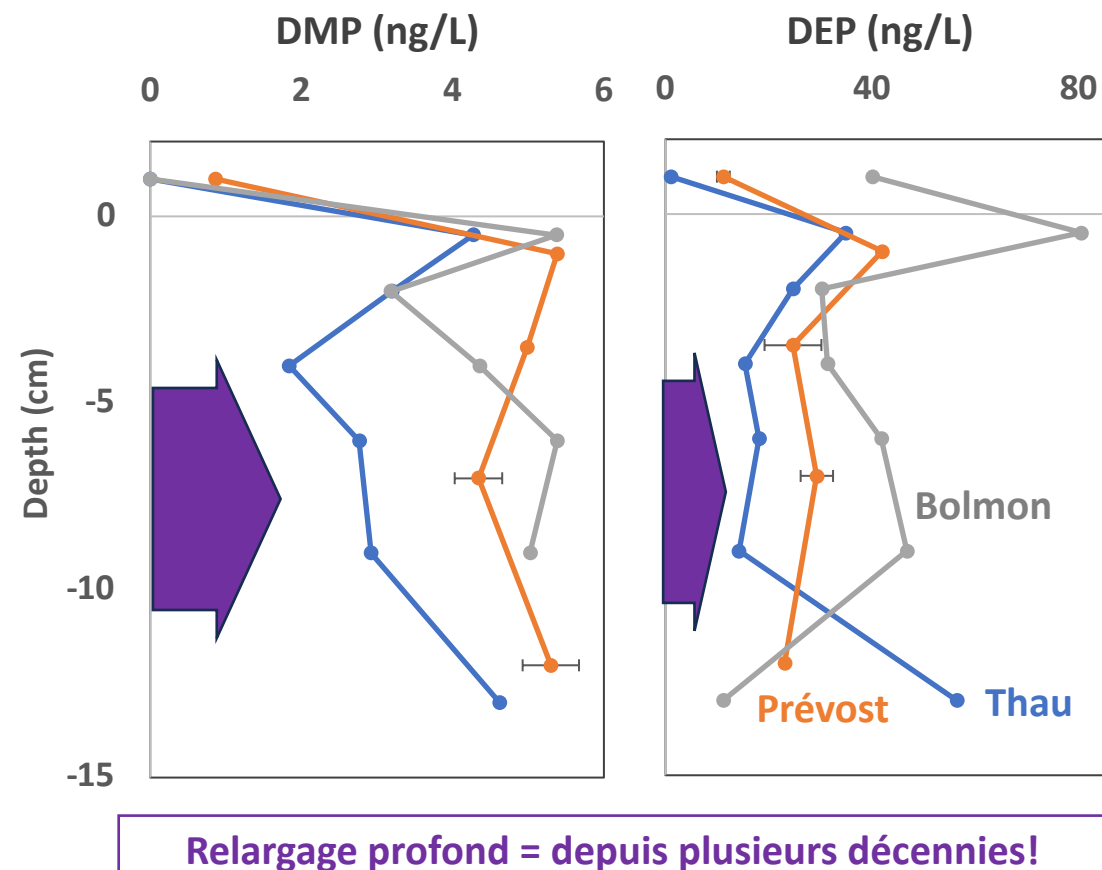 DMP (ng/L)
DEP (ng/L)
0 2 4 6
0 40 80
0
-5
-10
-15
Depth (cm)
Bolmon
Prévost
Thau
Relargage profond = depuis plusieurs décennies!